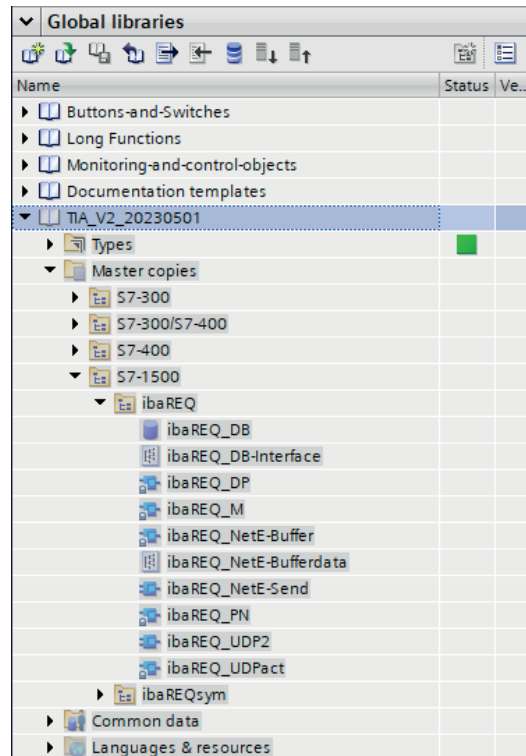 Global libraries
Name Status Ve..
Buttons-and-Switches
Long Functions
Monitoring-and-control-objects
Documentation templates
TIA_V2_20230501
Types
Master copies
S7-300
S7-300/S7-400
S7-400
S7-1500
ibaREQ
ibaREQ_DB
ibaREQ_DB-Interface
ibaREQ_DP
ibaREQ_M
ibaREQ_NetE-Buffer
ibaREQ_NetE-Bufferdata
ibaREQ_NetE-Send
ibaREQ_PN
ibaREQ_UDP2
ibaREQ_UDPact
ibaREQsym
Common data
Languages & resources